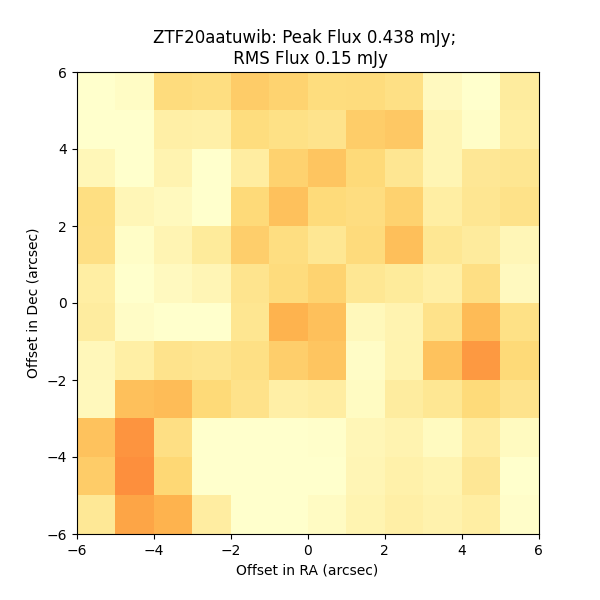 ZTF20aatuwib: Peak Flux 0.438 mJy;
RMS Flux 0.15 mJy
6
4
2
0
−2
−4
−6
Offset in Dec (arcsec)
−6 −4 −2 0 2 4 6
Offset in RA (arcsec)